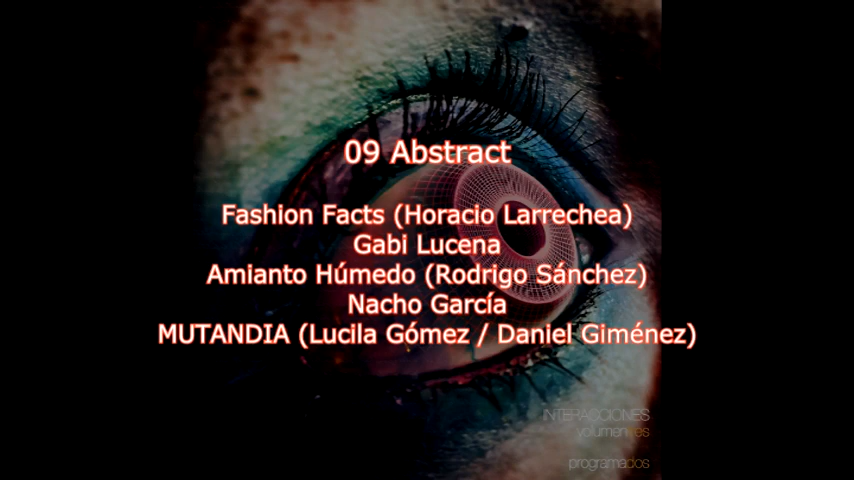 09 Abstract
Fashion Facts (Horacio Larrechea)
Gabi Lucena
Amianto Húmedo (Rodrigo Sánchez)
Nacho García
MUTANDIA (Lucila Gómez / Daniel Giménez)
INTERACCIONES
volumentres
programados